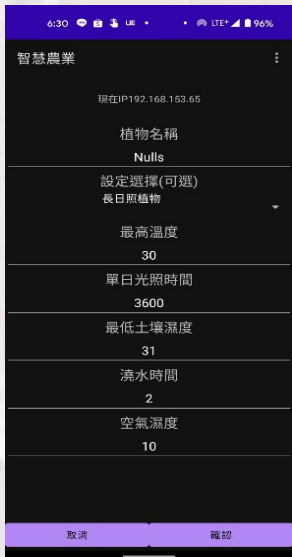 6:30 LTE+ 96%
智慧農業
現在IP192.168.153.65
植物名稱
Nulls
設定選擇(可選)
長日照植物
最高溫度
30
單日光照時間
3600
最低土壤濕度
31
澆水時間
2
空氣濕度
10
取消 確認